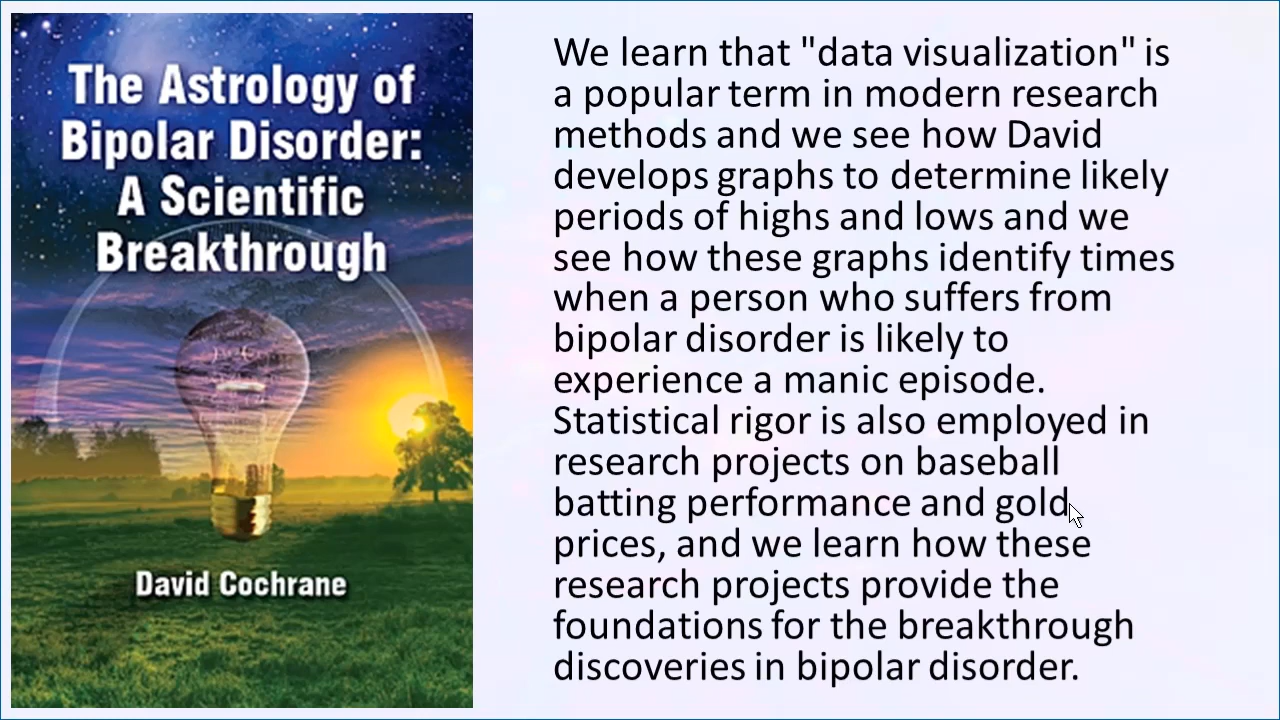 The Astrology of
Bipolar Disorder:
A Scientific
Breakthrough
David Cochrane
We learn that "data visualization" is
a popular term in modern research
methods and we see how David
develops graphs to determine likely
periods of highs and lows and we
see how these graphs identify times
when a person who suffers from
bipolar disorder is likely to
experience a manic episode.
Statistical rigor is also employed in
research projects on baseball
batting performance and gold
prices, and we learn how these
research projects provide the
foundations for the breakthrough
discoveries in bipolar disorder.